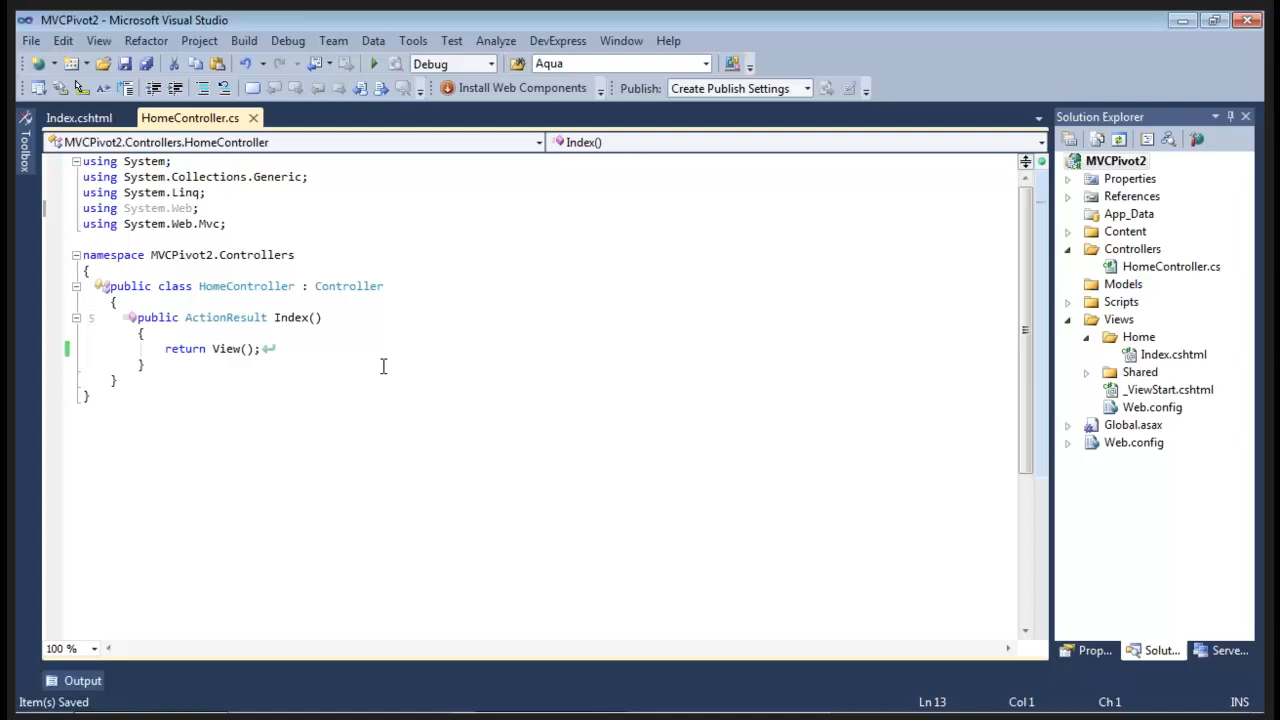 MVCPivot2 - Microsoft Visual Studio
File Edit View Refactor Project Build Debug Team Data Tools Test Analyze DevExpress Window Help
Debug Aqua
Install Web Components Publish: Create Publish Settings
Toolbox
Index.cshtml HomeController.cs
MVCPivot2.Controllers.HomeController Index()
using System;
using System.Collections.Generic;
using System.Linq;
using System.Web;
using System.Web.Mvc;
namespace MVCPivot2.Controllers
{
public class HomeController : Controller
{
5 public ActionResult Index()
{
return View();
}
}
}
100 %
Solution Explorer
MVCPivot2
Properties
References
App_Data
Content
Controllers
HomeController.cs
Models
Scripts
Views
Home
Index.cshtml
Shared
_ViewStart.cshtml
Web.config
Global.asax
Web.config
Prop... Solut... Serve...
Output
Item(s) Saved Ln 13 Col 1 Ch 1 INS